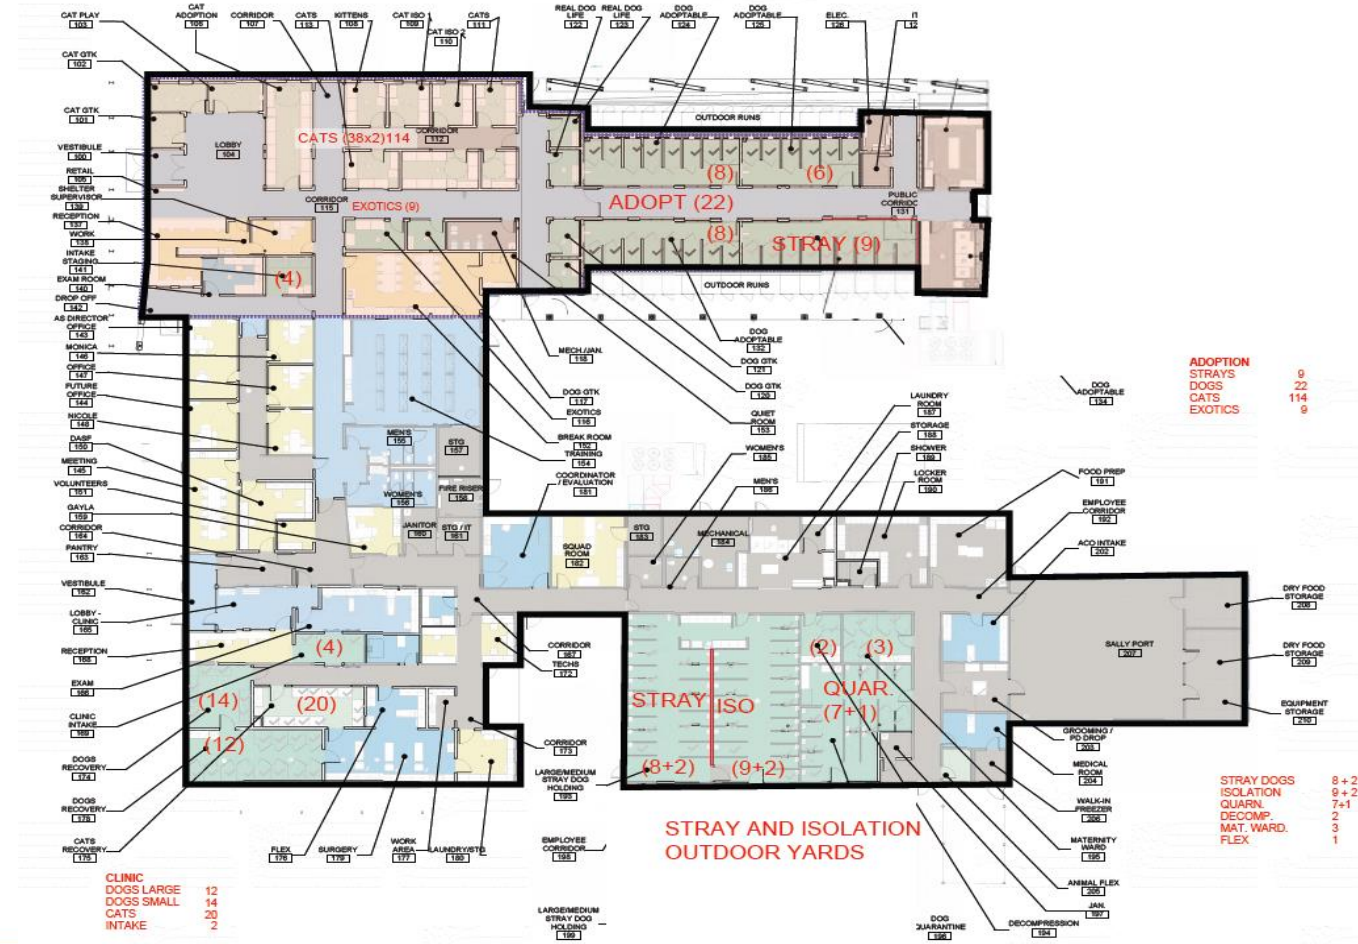 CAT PLAY
103
CAT
ADOPTION
106
CORRIDOR
107
CATS
113
KITTENS
108
CAT ISO 1
109
CAT ISO 2
110
CATS
111
REAL DOG
LIFE
122
REAL DOG
LIFE
123
DOG
ADOPTABLE
124
DOG
ADOPTABLE
125
ELEC.
126
CAT GTK
102
CAT GTK
101
VESTIBULE
100
RETAIL
105
SHELTER
SUPERVISOR
139
RECEPTION
137
WORK
138
INTAKE
STAGING
141
EXAM ROOM
140
DROP OFF
142
AS DIRECTOR
OFFICE
143
MONICA
146
OFFICE
147
FUTURE
OFFICE
144
NICOLE
148
DASF
150
MEETING
145
VOLUNTEERS
151
GAYLA
159
CORRIDOR
164
PANTRY
163
VESTIBULE
162
LOBBY -
CLINIC
165
RECEPTION
168
EXAM
166
CLINIC
INTAKE
169
DOGS
RECOVERY
174
DOGS
RECOVERY
CATS
RECOVERY
175
LOBBY
104
CATS (38x2)114
CORRIDOR
112
CORRIDOR
115
EXOTICS (9)
(4)
OUTDOOR RUNS
(8)
(6)
ADOPT (22)
PUBLIC
131
(8)
STRAY (9)
OUTDOOR RUNS
MECH./JAN.
118
DOG GTK
117
EXOTICS
116
BREAK ROOM
152
TRAINING
154
COORDINATOR
/ EVALUATION
181
DOG
ADOPTABLE
132
DOG GTK
121
DOG GTK
120
QUIET
ROOM
153
WOMEN'S
185
MEN'S
186
DOG
ADOPTABLE
134
ADOPTION
STRAYS 9
DOGS 22
CATS 114
EXOTICS 9
LAUNDRY
ROOM
187
STORAGE
188
SHOWER
189
LOCKER
ROOM
190
FOOD PREP
191
EMPLOYEE
CORRIDOR
192
ACO INTAKE
202
MEN'S
155
STG
157
WOMEN'S
156
FIRE RISER
158
JANITOR
160
STG / IT
161
SQUAD
ROOM
182
STG
183
MECHANICAL
184
DRY FOOD
STORAGE
208
DRY FOOD
STORAGE
209
EQUIPMENT
STORAGE
210
SALLY PORT
207
(4)
(14)
(20)
(12)
CORRIDOR
167
TECHS
172
CORRIDOR
173
STRAY
ISO
(2)
(3)
QUAR.
(7+1)
(8+2)
(9+2)
GROOMING /
PD DROP
203
MEDICAL
ROOM
204
WALK-IN
FREEZER
206
MATERNITY
WARD
195
ANIMAL FLEX
205
JAN.
197
DECOMPRESSION
194
DOG
QUARANTINE
196
LARGE/MEDIUM
STRAY DOG
HOLDING
193
EMPLOYEE
CORRIDOR
198
LARGE/MEDIUM
STRAY DOG
HOLDING
199
FLEX
176
SURGERY
179
WORK
AREA
177
LAUNDRY/STG
180
STRAY AND ISOLATION
OUTDOOR YARDS
STRAY DOGS 8 + 2
ISOLATION 9 + 2
QUARN. 7+1
DECOMP. 2
MAT. WARD. 3
FLEX 1
CLINIC
DOGS LARGE 12
DOGS SMALL 14
CATS 20
INTAKE 2